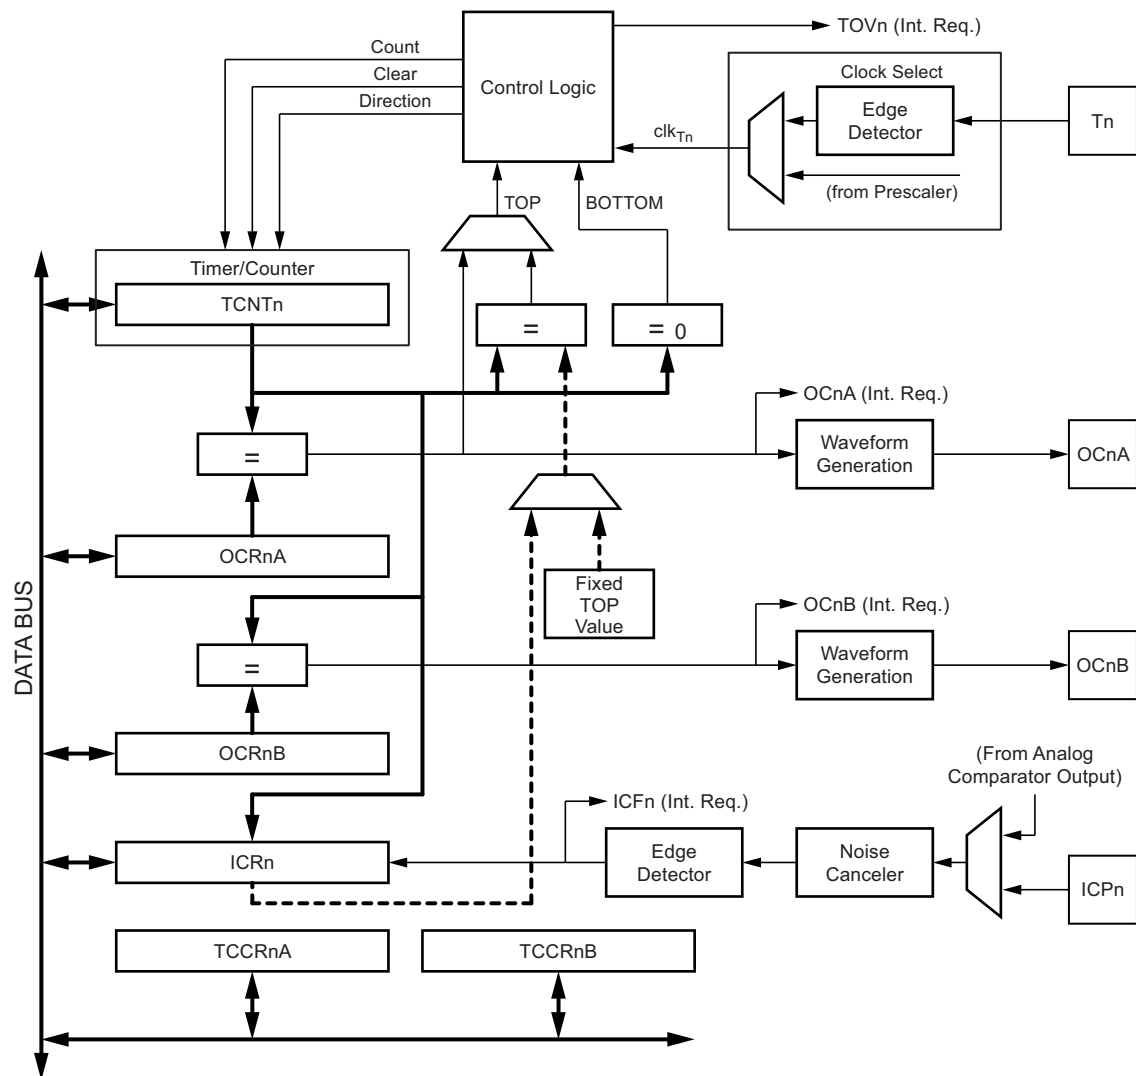 TOVn (Int. Req.)
Count
Clear
Direction
Control Logic
Clock Select
Edge
Detector
Tn
clkTn
(from Prescaler)
TOP
BOTTOM
Timer/Counter
TCNTn
=
= 0
OCnA (Int. Req.)
=
Waveform
Generation
OCnA
OCRnA
Fixed
TOP
Value
DATA BUS
OCnB (Int. Req.)
=
Waveform
Generation
OCnB
OCRnB
(From Analog
Comparator Output)
ICFn (Int. Req.)
ICRn
Edge
Detector
Noise
Canceler
ICPn
TCCRnA
TCCRnB